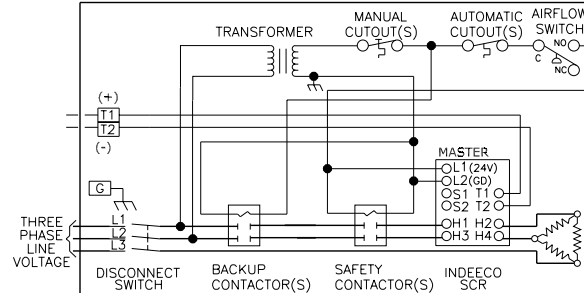 TRANSFORMER
MANUAL
CUTOUT(S)
AUTOMATIC
CUTOUT(S)
AIRFLOW
SWITCH
NO
C
NC
(+)
T1
T2
(-)
G
MASTER
L1 (24V)
L2 (GD)
S1 T1
S2 T2
H1 H2
H3 H4
THREE
PHASE
LINE
VOLTAGE
L1
L2
L3
DISCONNECT
SWITCH
BACKUP
CONTACTOR(S)
SAFETY
CONTACTOR(S)
INDEECO
SCR